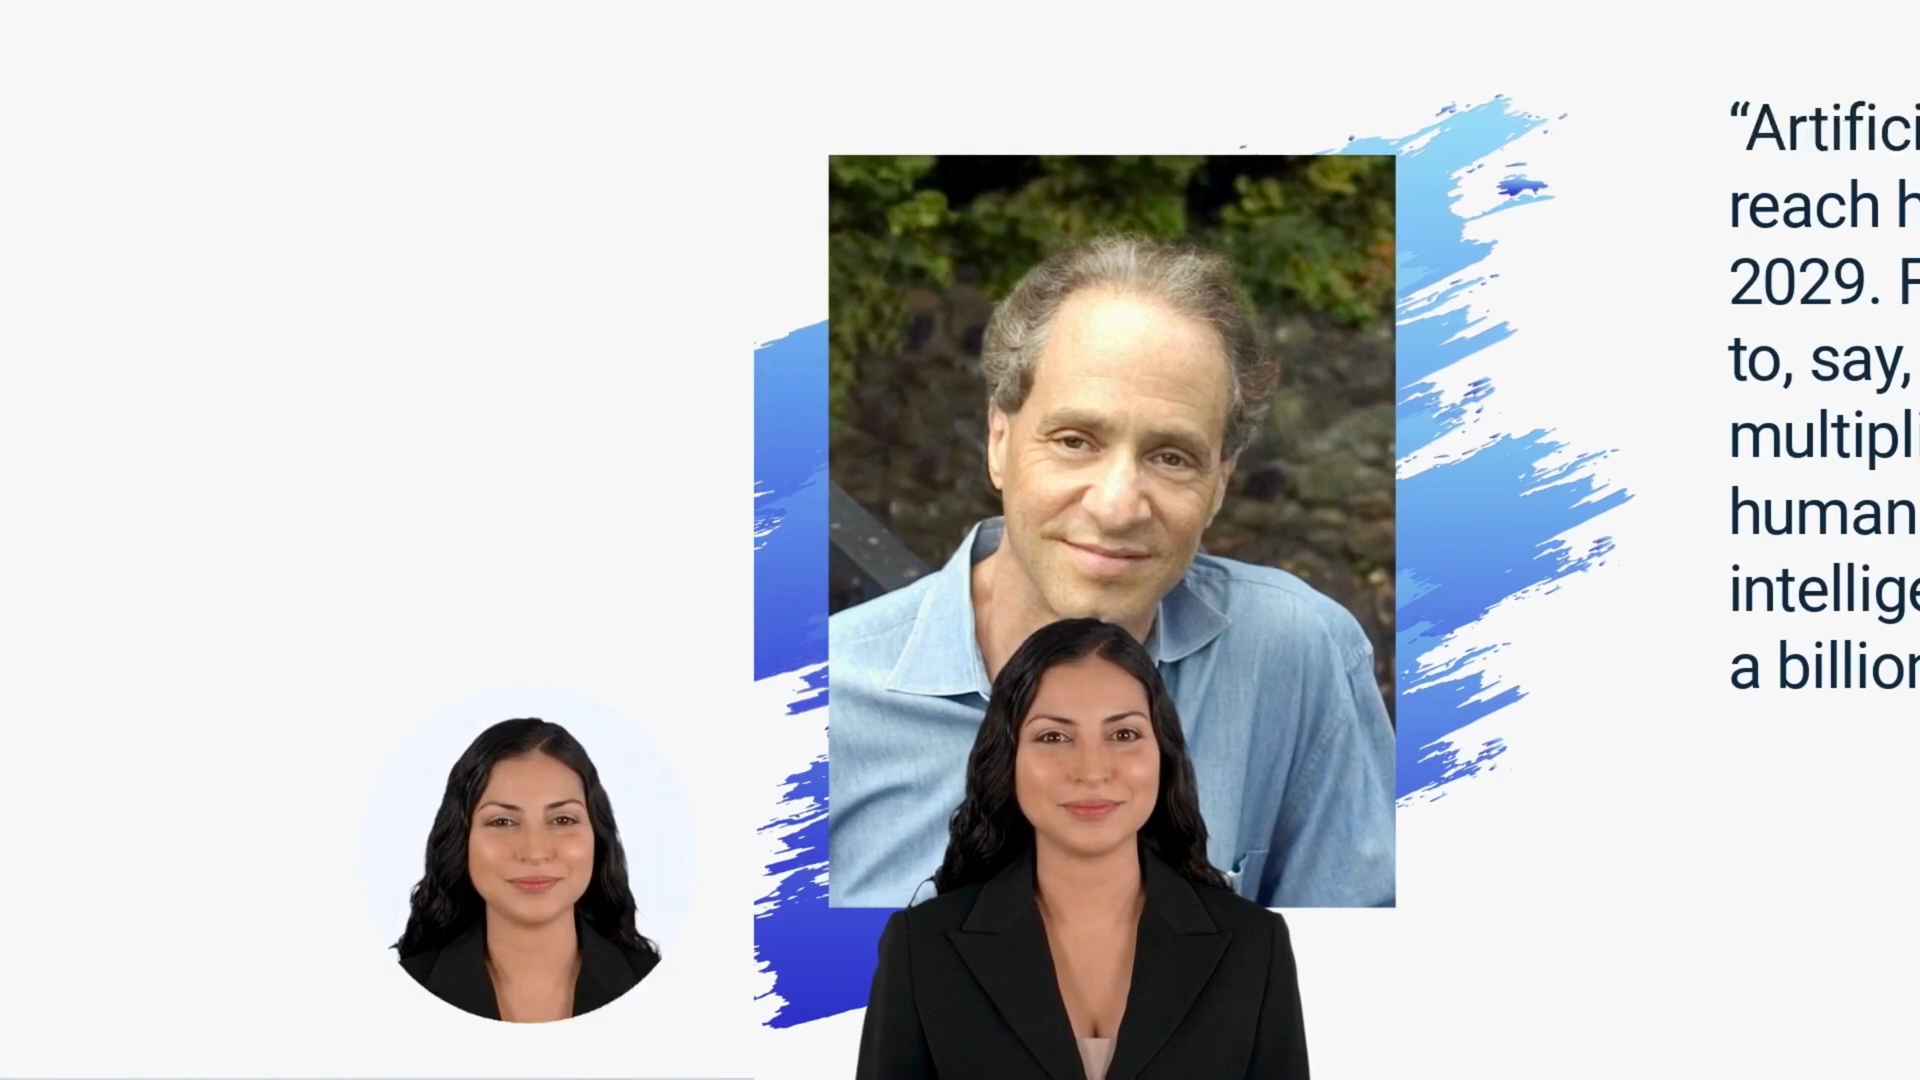 “Artifici
reach h
2029. F
to, say,
multipli
human
intellige
a billion